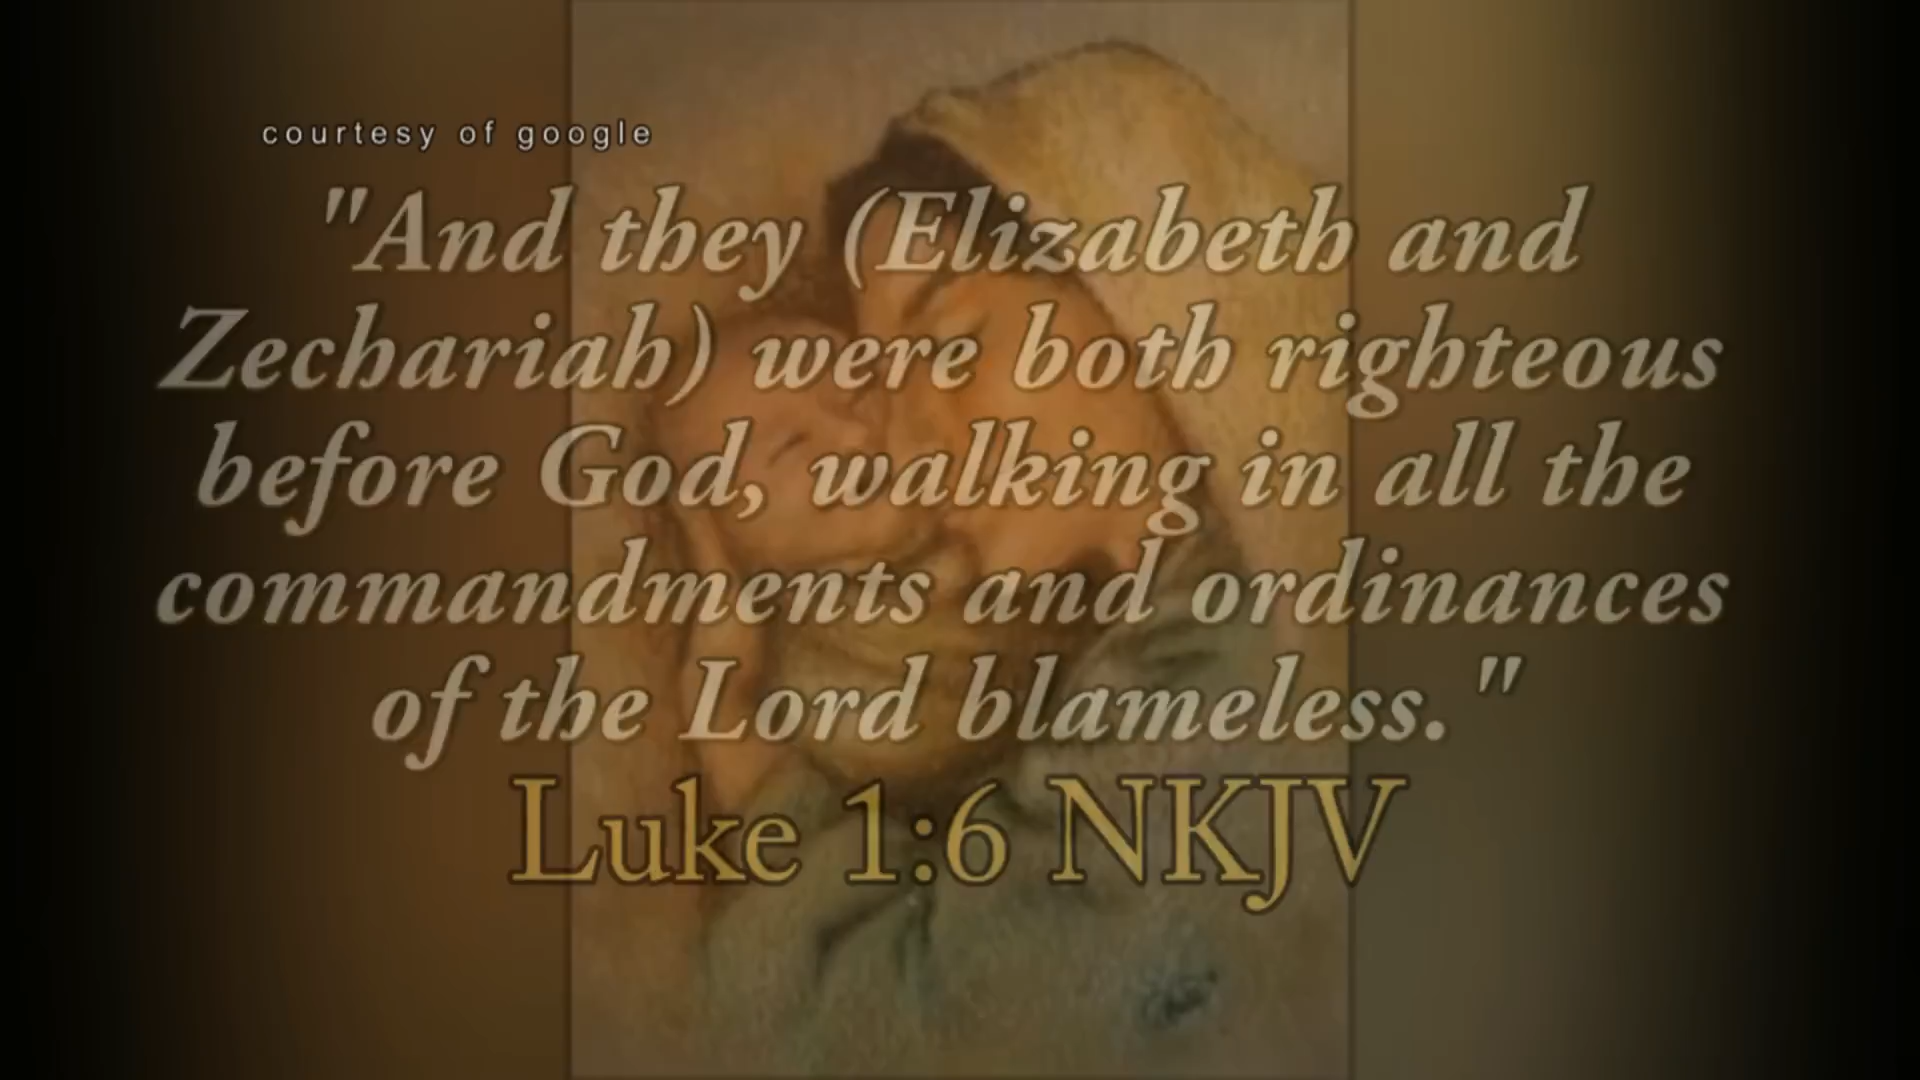 courtesy of google
"And they (Elizabeth and
Zechariah) were both righteous
before God, walking in all the
commandments and ordinances
of the Lord blameless. "
Luke 1:6 NKJV